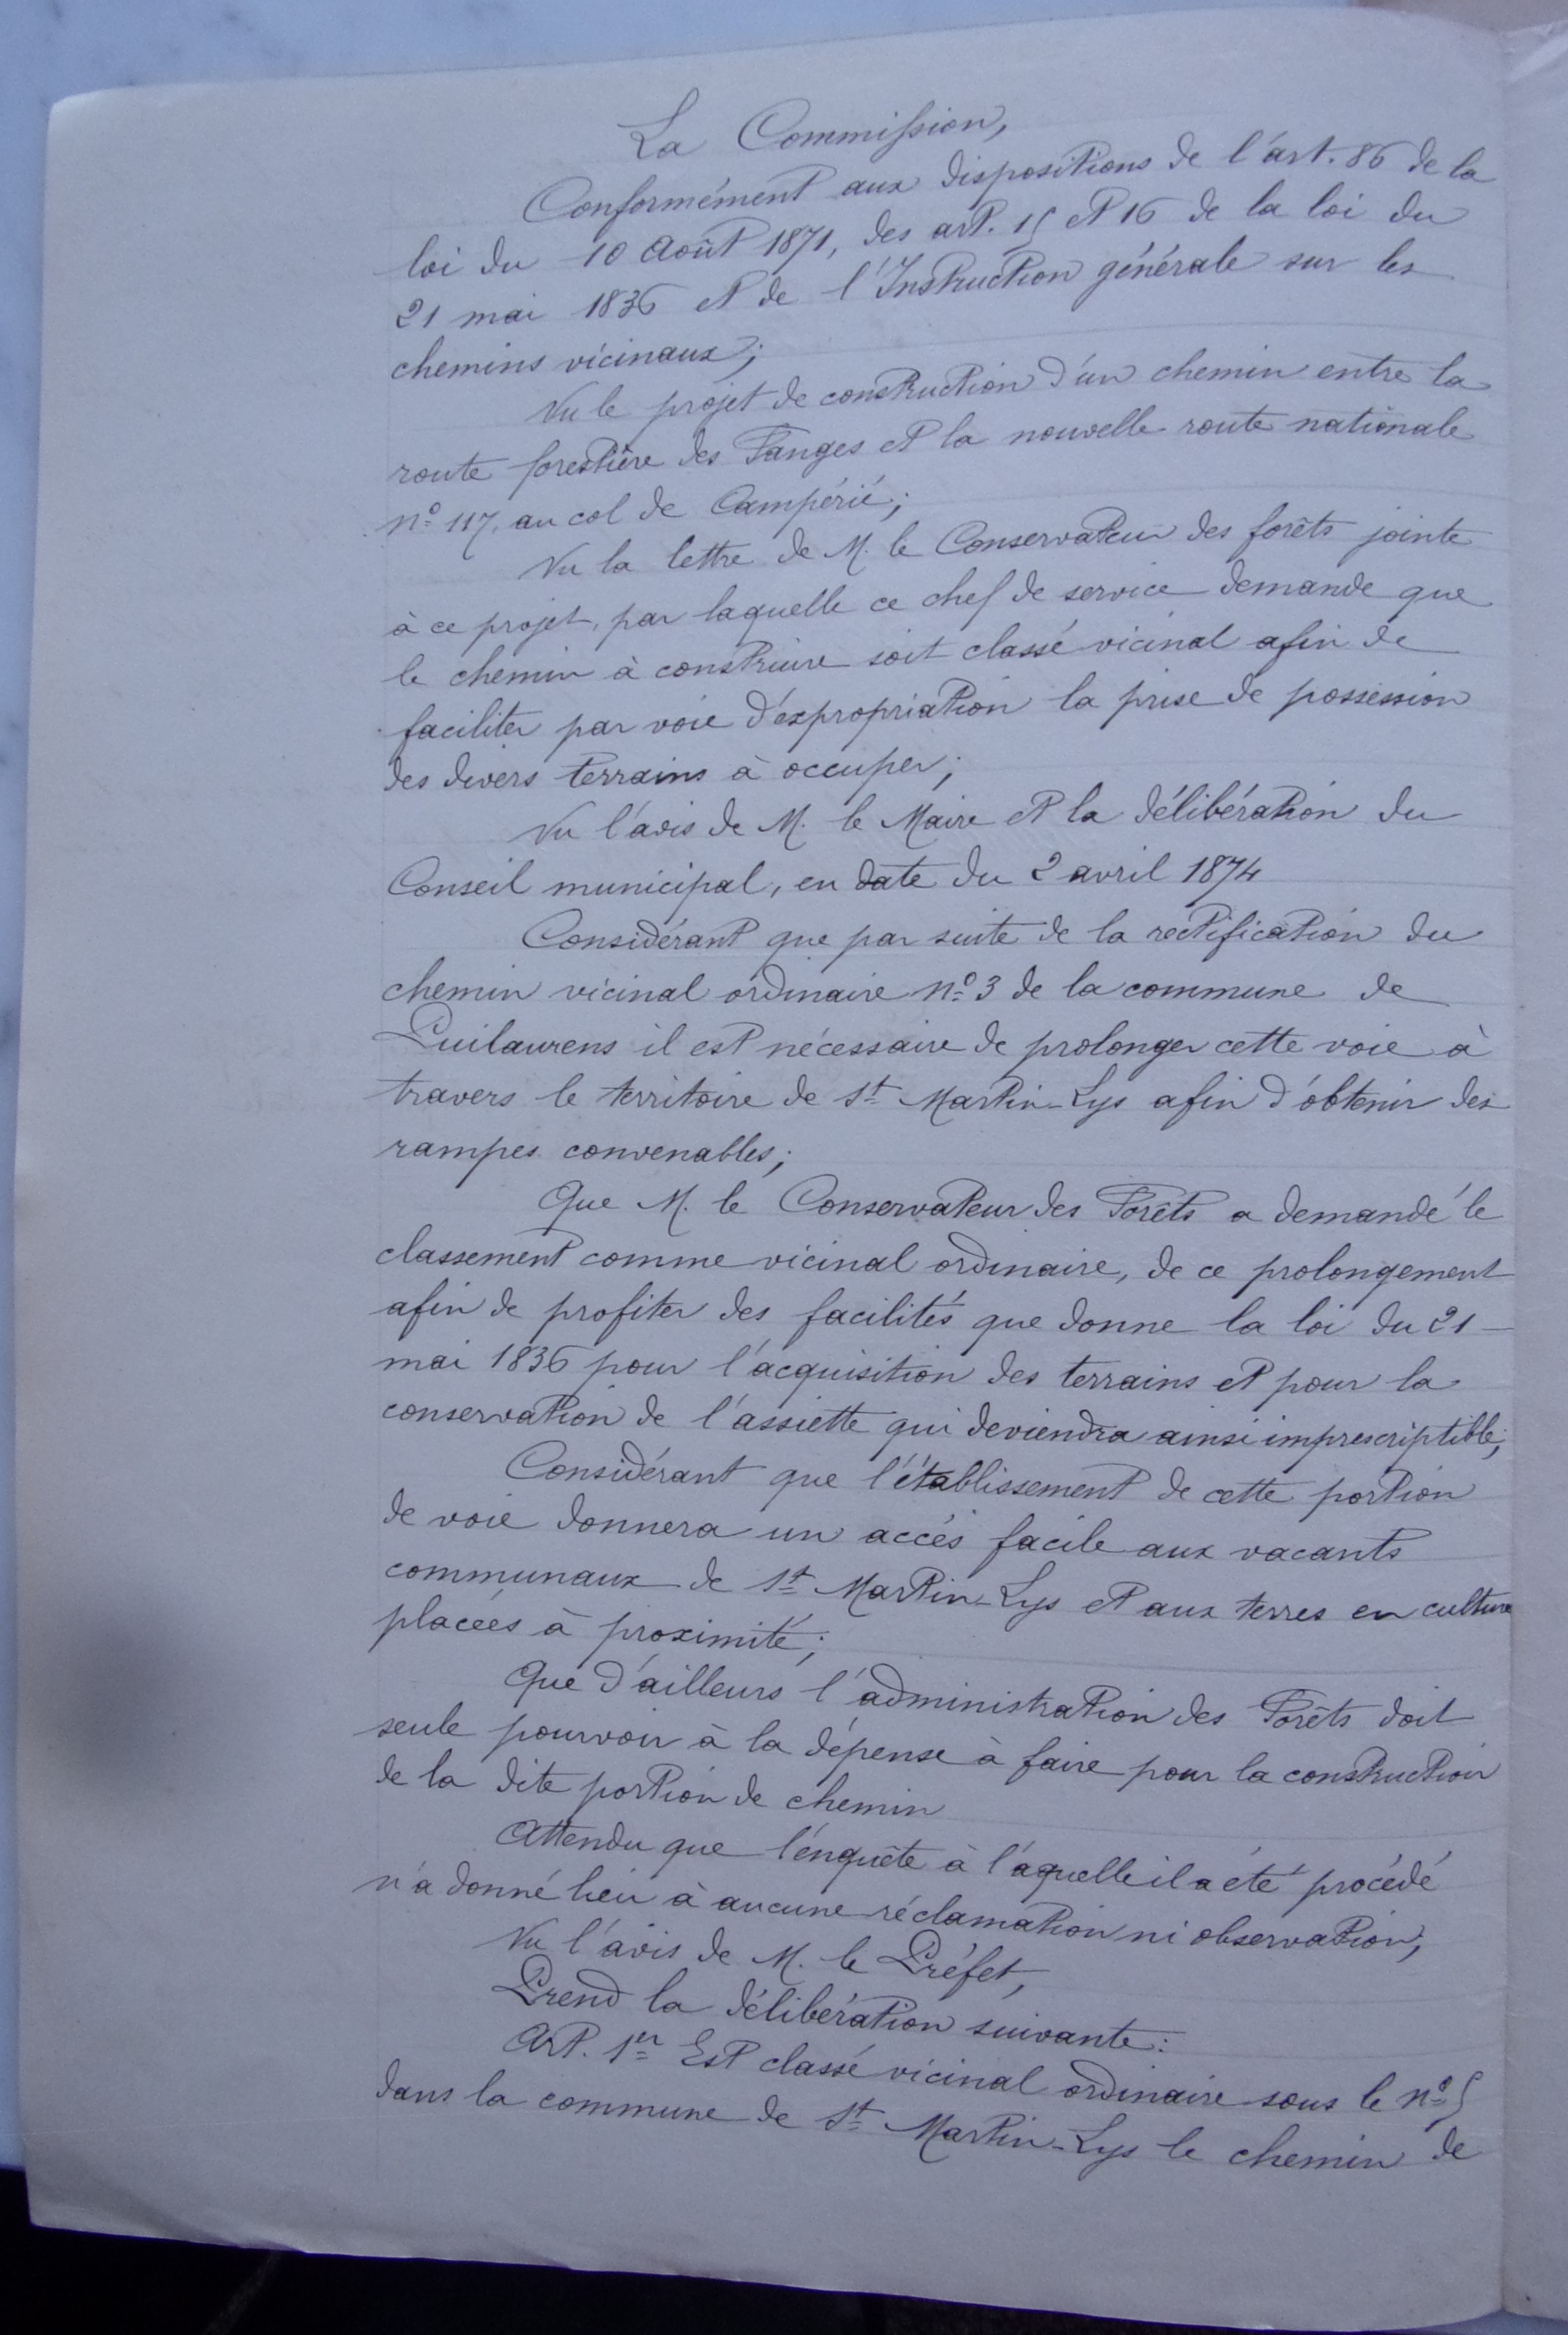 La Commission,
Conformément aux dispositions de l'art. 86 de la
loi du 10 Août 1871, des art. 15 et 16 de la loi du
21 mai 1836 et de l'Instruction générale sur les
chemins vicinaux;
Vu le projet de construction d'un chemin entre la
route forestière des Fanges et la nouvelle route nationale
n° 117, au col de Campérié;
Vu la lettre de M. le Conservateur des forêts jointe
à ce projet, par laquelle ce chef de service demande que
le chemin à construire soit classé vicinal afin de
faciliter par voie d'expropriation la prise de possession
des divers terrains à occuper;
Vu l'avis de M. le Maire et la délibération du
Conseil municipal, en date du 2 avril 1874
Considérant que par suite de la rectification du
chemin vicinal ordinaire n° 3 de la commune de
Puilaurens il est nécessaire de prolonger cette voie à
travers le territoire de St Martin-Lys afin d'obtenir des
rampes convenables;
Que M. le Conservateur des Forêts a demandé le
classement comme vicinal ordinaire, de ce prolongement
afin de profiter des facilités que donne la loi du 21
mai 1836 pour l'acquisition des terrains et pour la
conservation de l'assiette qui deviendra ainsi imprescriptible;
Considérant que l'établissement de cette portion
de voie donnera un accès facile aux vacants
communaux de St Martin-Lys et aux terres en culture
placées à proximité;
Que d'ailleurs l'administration des Forêts doit
seule pourvoir à la dépense à faire pour la construction
de la dite portion de chemin
Attendu que l'enquête à l'aquelle il a été procédé
n'a donné lieu à aucune réclamation ni observation;
Vu l'avis de M. le Préfet,
Prend la délibération suivante:
Art. 1er Est classé vicinal ordinaire sous le n° 5
dans la commune de St Martin-Lys le chemin de